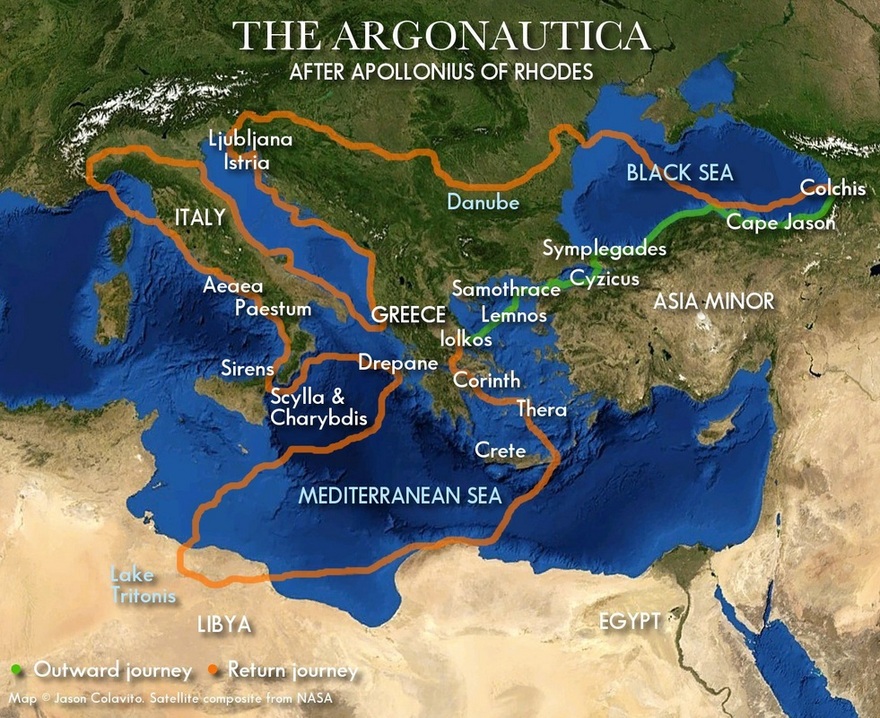 THE ARGONAUTICA
AFTER APOLLONIUS OF RHODES
Ljubljana
Istria
BLACK SEA
Colchis
Danube
ITALY
Cape Jason
Symplegades
Cyzicus
Aeaea
Samothrace
ASIA MINOR
Paestum
GREECE
Lemnos
Iolkos
Sirens
Drepane
Corinth
Scylla &
Charybdis
Thera
Crete
MEDITERRANEAN SEA
Lake
Tritonis
LIBYA
EGYPT
Outward journey
Return journey
Map © Jason Colavito. Satellite composite from NASA